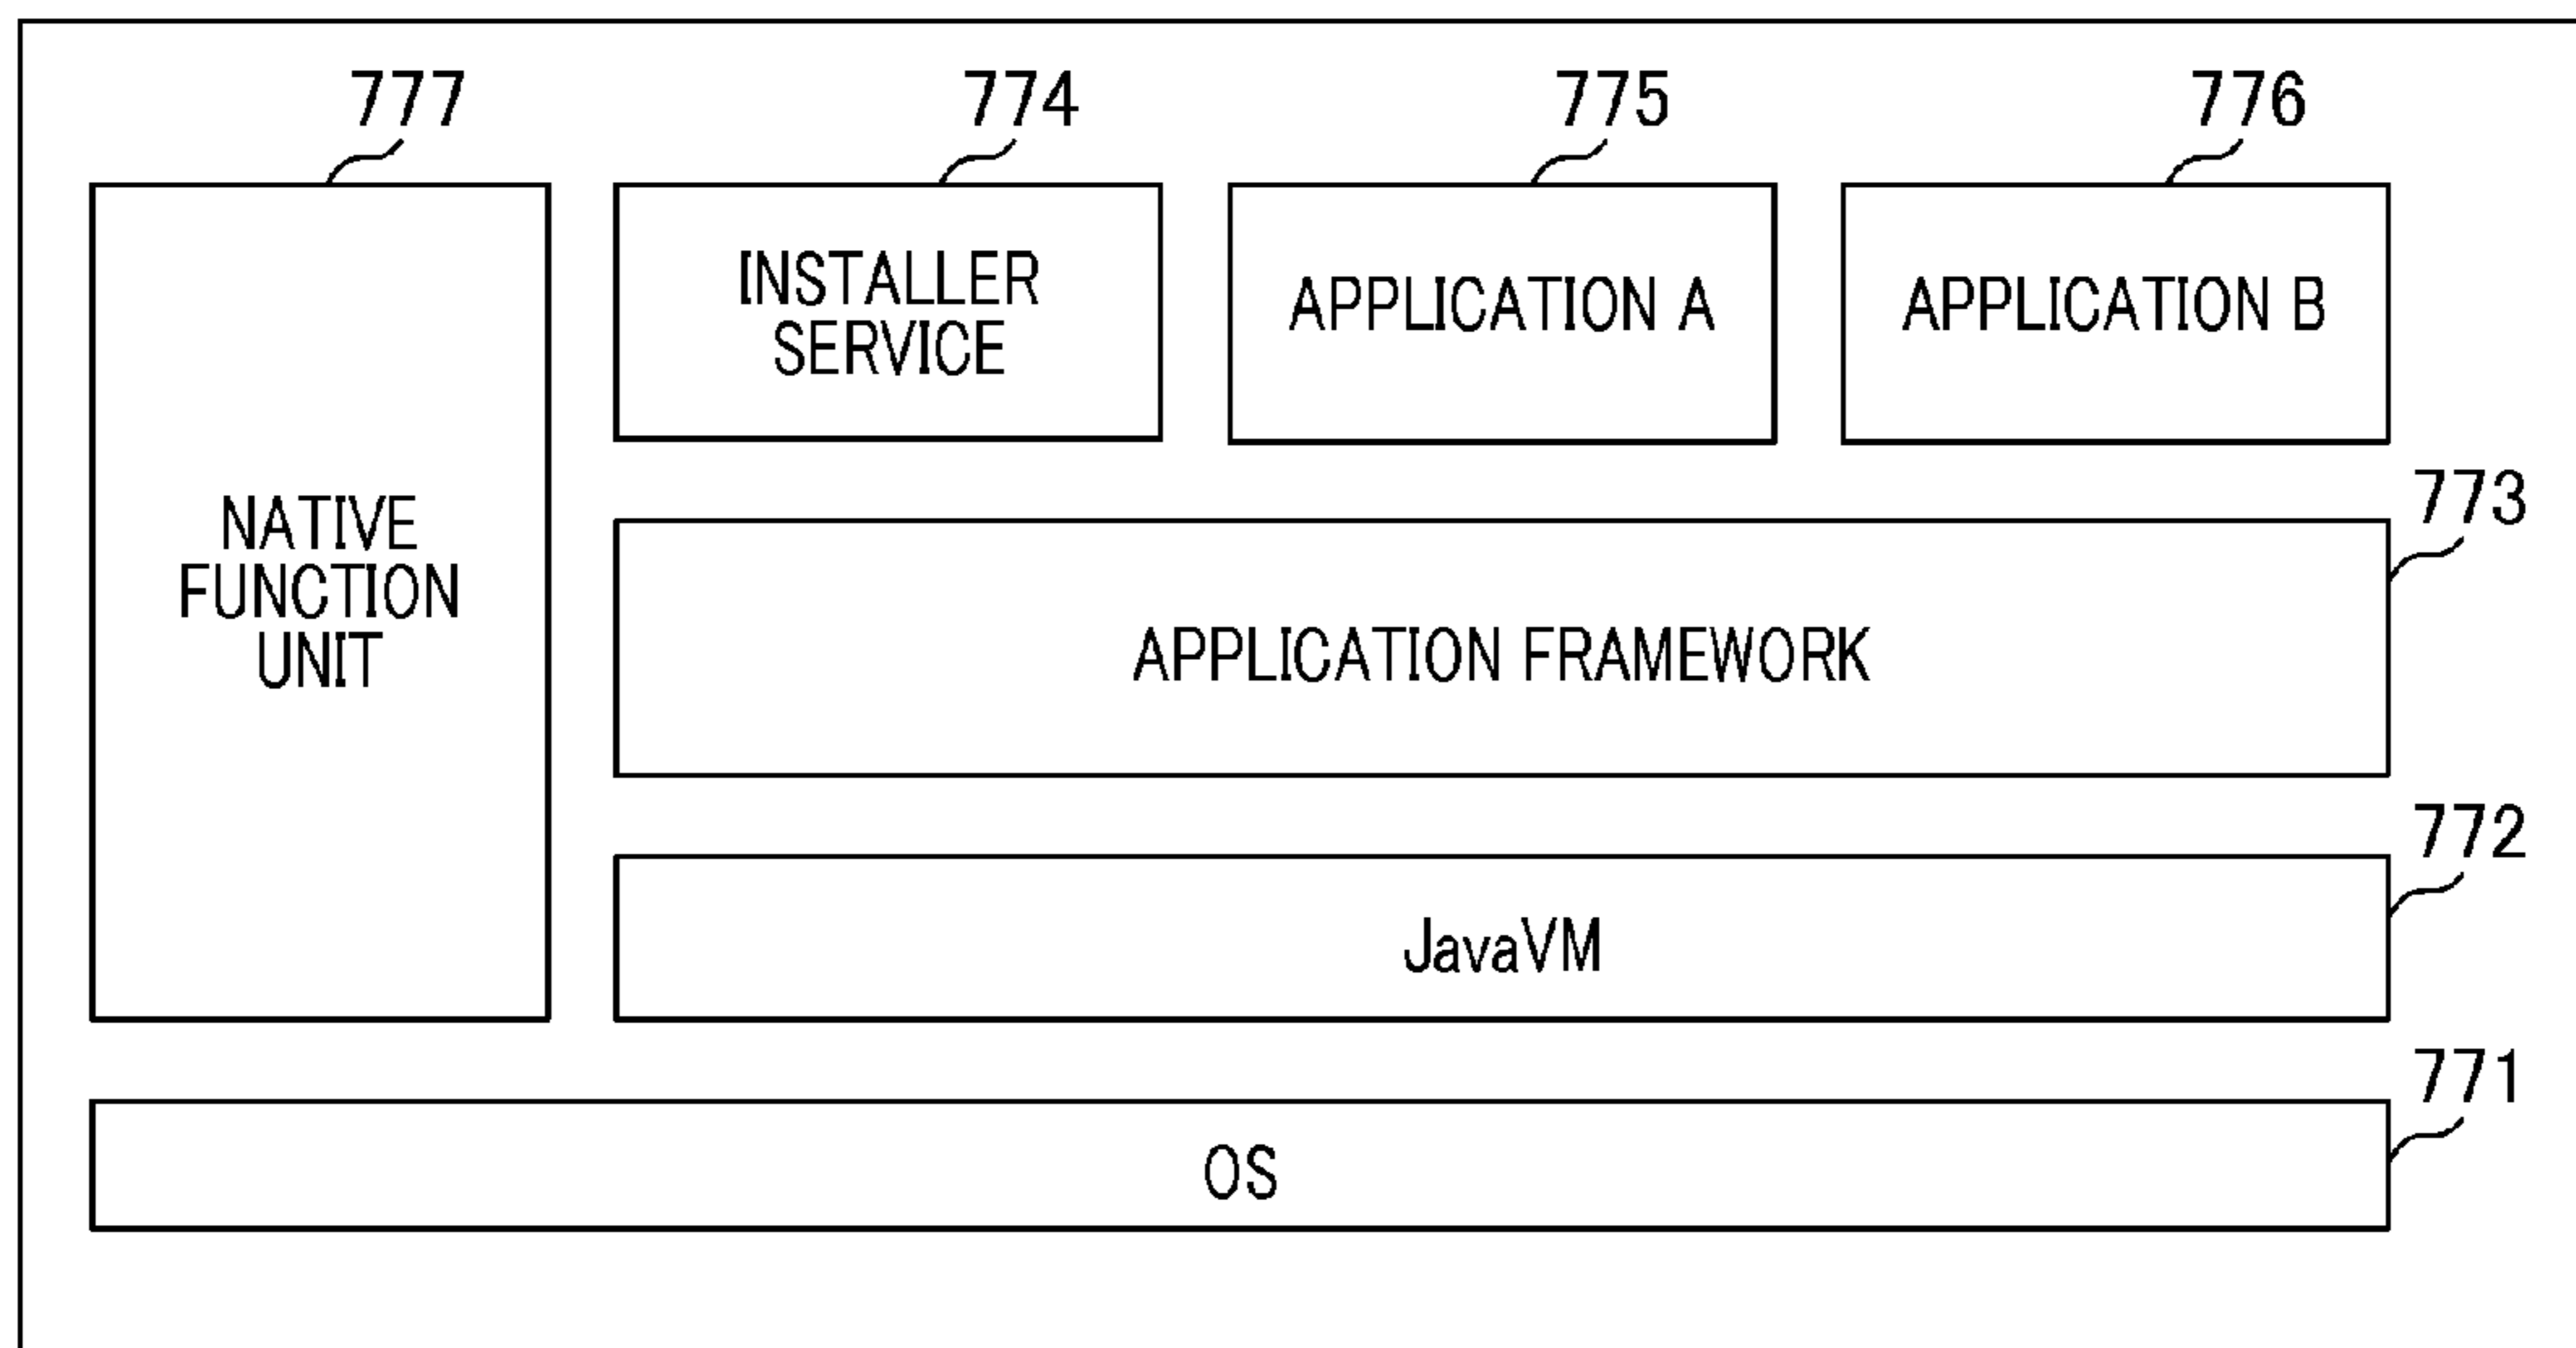 777
774
775
776
INSTALLER
SERVICE
APPLICATION A
APPLICATION B
773
NATIVE
FUNCTION
UNIT
APPLICATION FRAMEWORK
772
JavaVM
771
OS